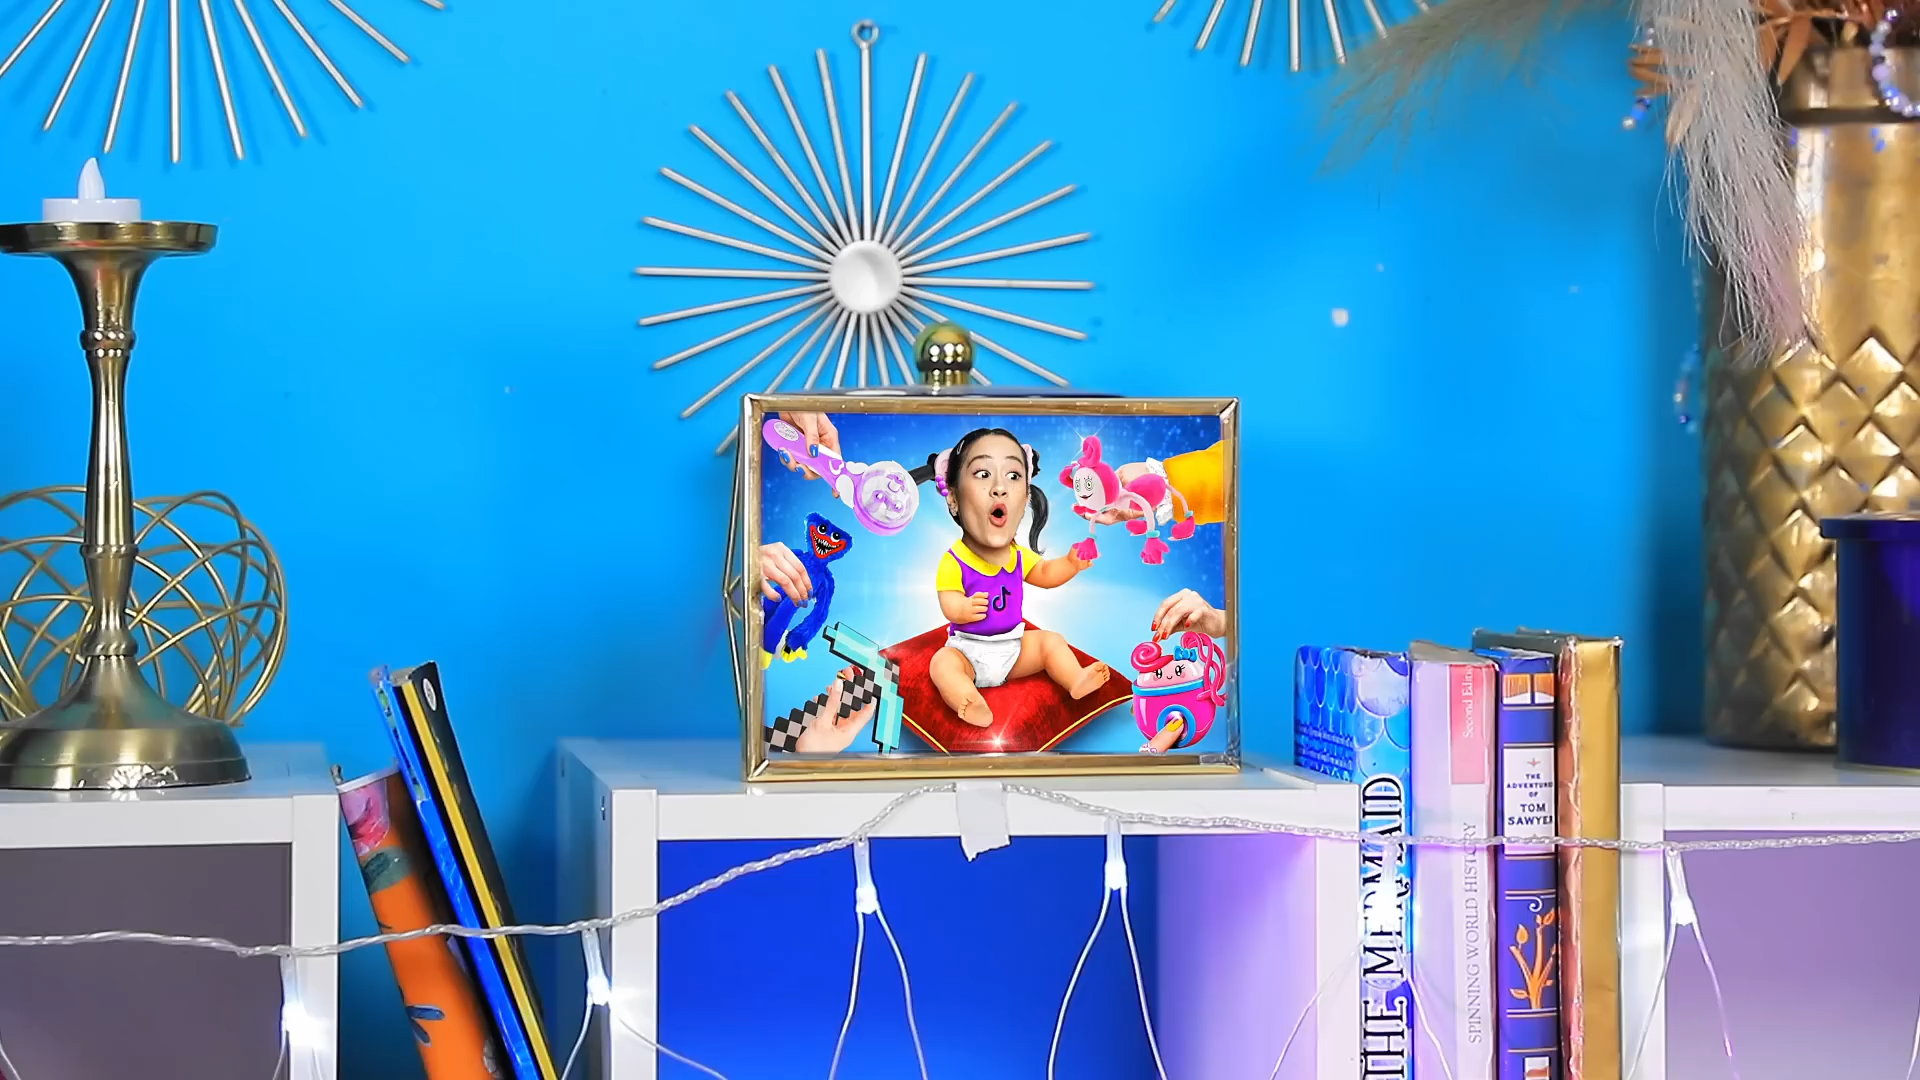 THE MERMAID
Second Edition
SPINNING WORLD HISTORY
THE
ADVENTURES
OF
TOM
SAWYER